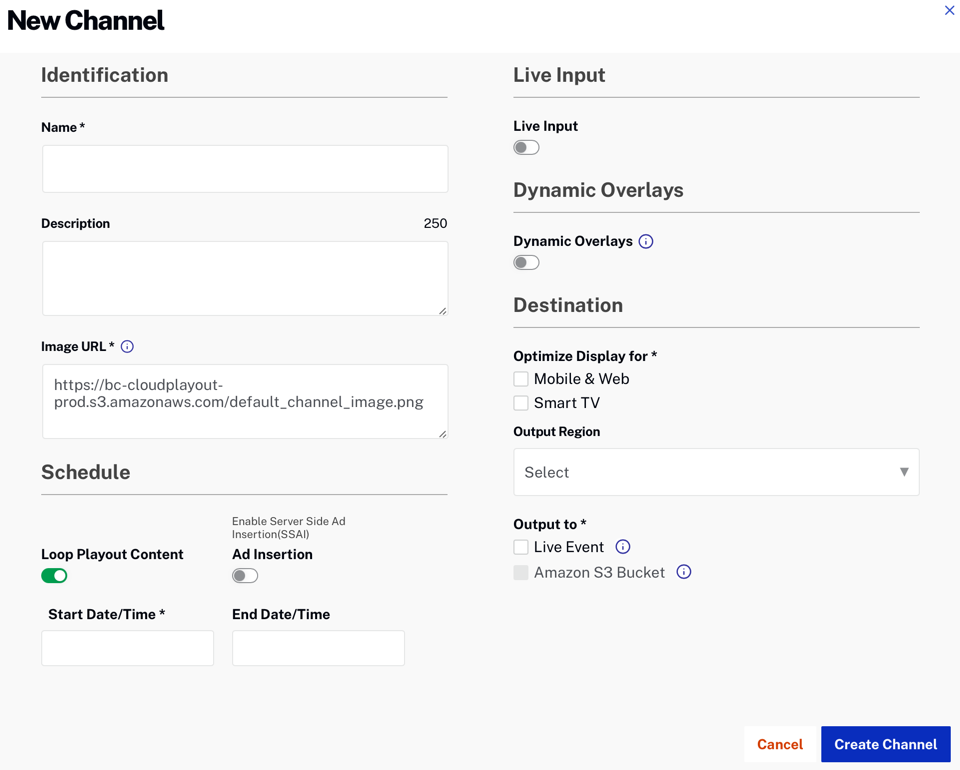 New Channel
Identification
Name *
Description 250
Image URL *
https://bc-cloudplayout-
prod.s3.amazonaws.com/default_channel_image.png
Schedule
Enable Server Side Ad
Insertion(SSAI)
Loop Playout Content Ad Insertion
Start Date/Time * End Date/Time
Live Input
Live Input
Dynamic Overlays
Dynamic Overlays
Destination
Optimize Display for *
Mobile & Web
Smart TV
Output Region
Select
Output to *
Live Event
Amazon S3 Bucket
Cancel Create Channel